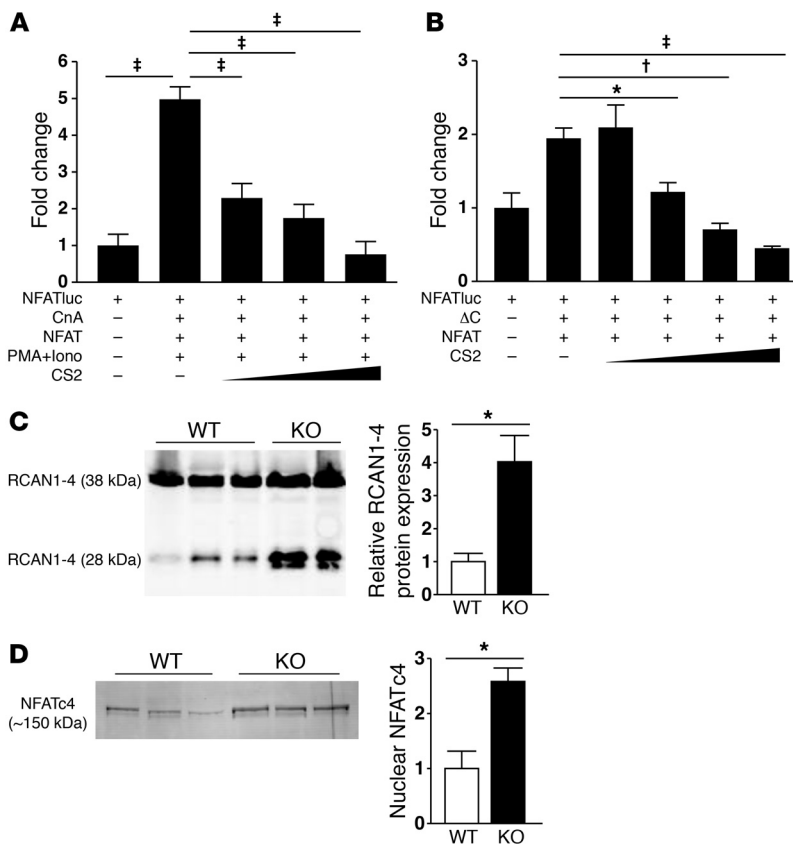 A
‡
‡
‡ ‡
Fold change
6
5
4
3
2
1
0
NFATluc + + + + +
CnA – + + + +
NFAT – + + + +
PMA+Iono – + + + +
CS2 – –
B
‡
†
*
Fold change
3
2
1
0
NFATluc + + + + + +
ΔC – + + + + +
NFAT – + + + + +
CS2 – –
C
WT KO
RCAN1-4 (38 kDa)
RCAN1-4 (28 kDa)
*
Relative RCAN1-4
protein expression
5
4
3
2
1
0
WT KO
D
WT KO
NFATc4
(~150 kDa)
*
Nuclear NFATc4
3
2
1
0
WT KO